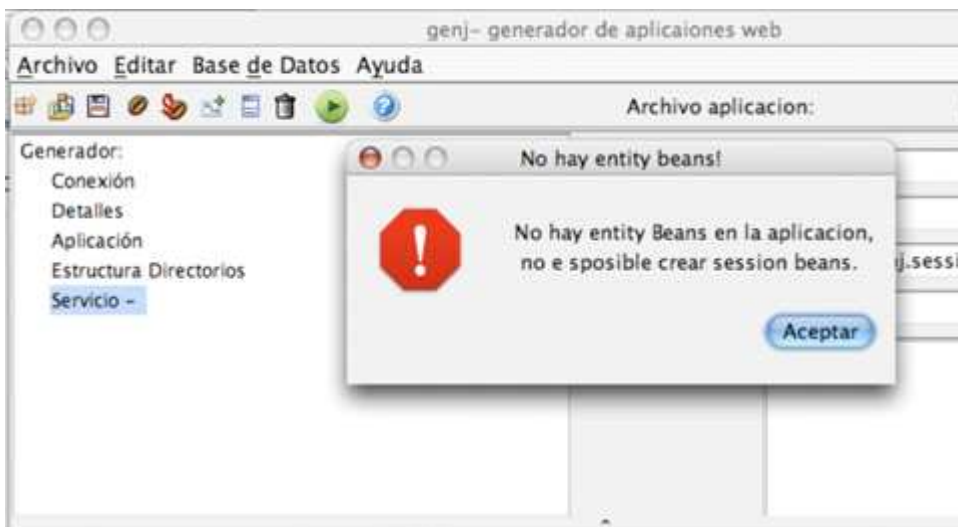 genj- generador de aplicaiones web
Archivo Editar Base de Datos Ayuda
Archivo aplicacion:
Generador:
Conexión
Detalles
Aplicación
Estructura Directorios
Servicio -
No hay entity beans!
No hay entity Beans en la aplicacion,
no e sposible crear session beans.
Aceptar
j.sessi